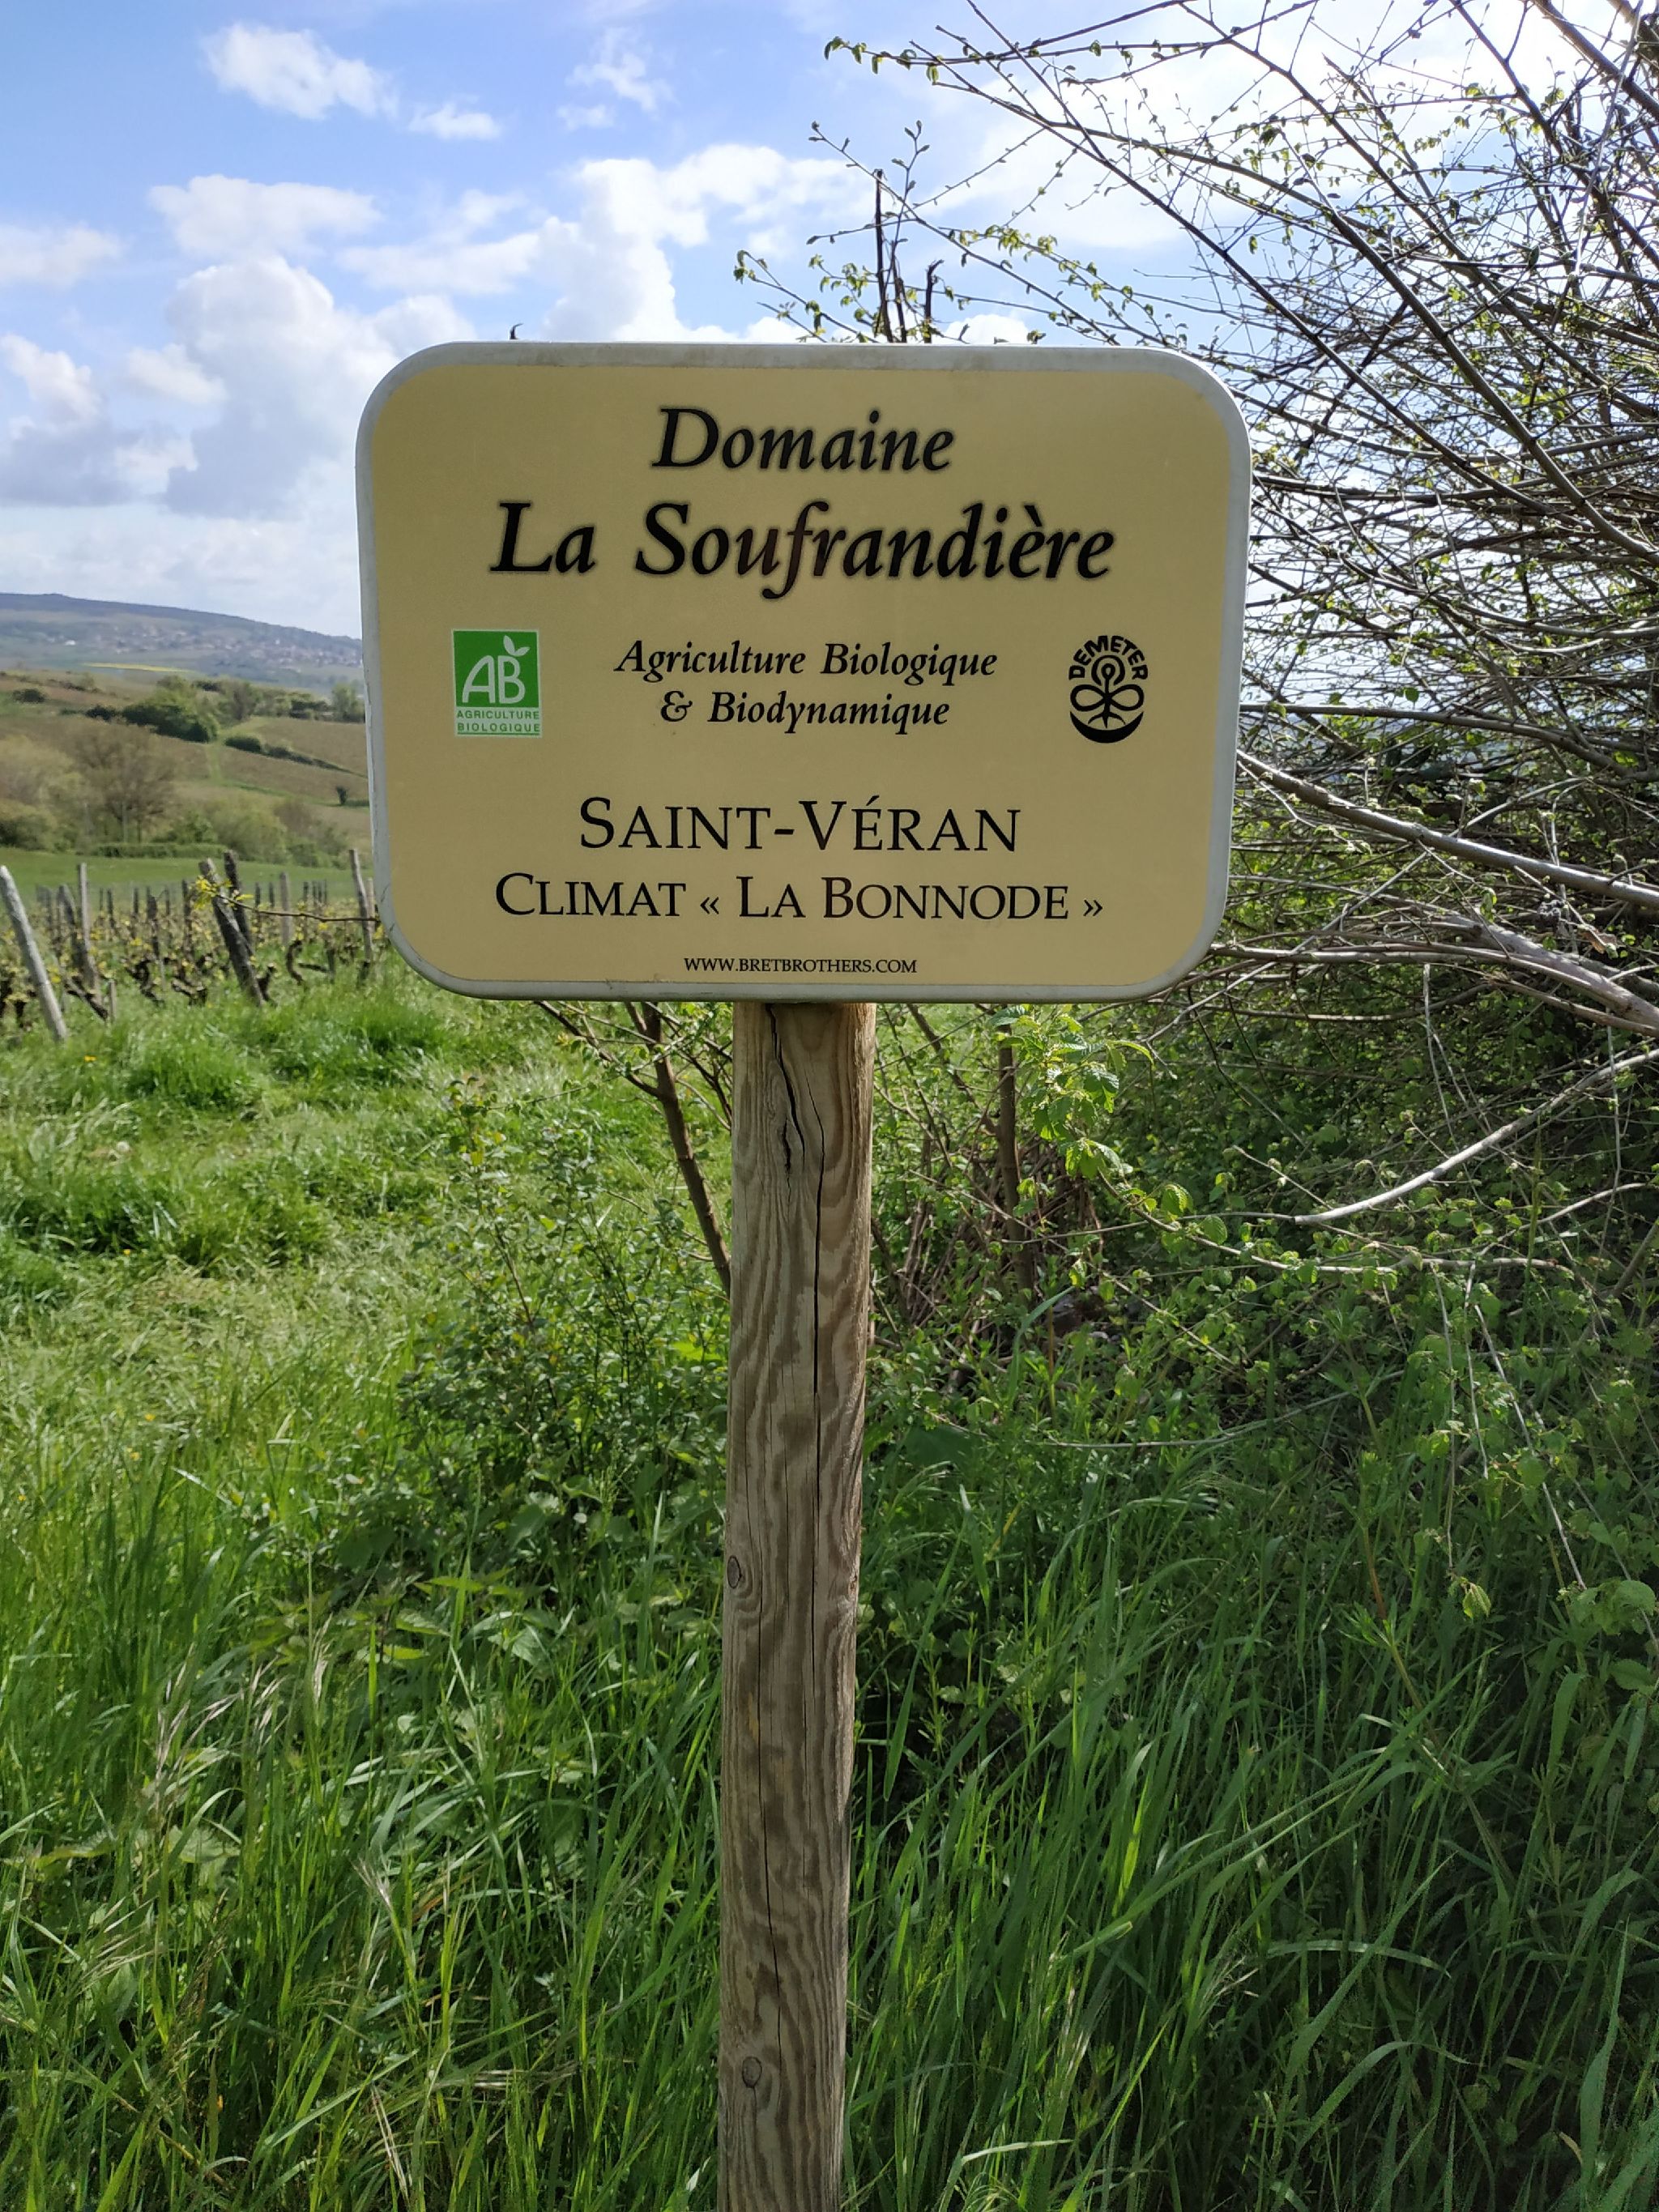 Domaine
La Soufrandière
AB
AGRICULTURE
BIOLOGIQUE
Agriculture Biologique
& Biodynamique
DEMETER
SAINT-VÉRAN
CLIMAT « LA BONNODE »
WWW.BRETBROTHERS.COM